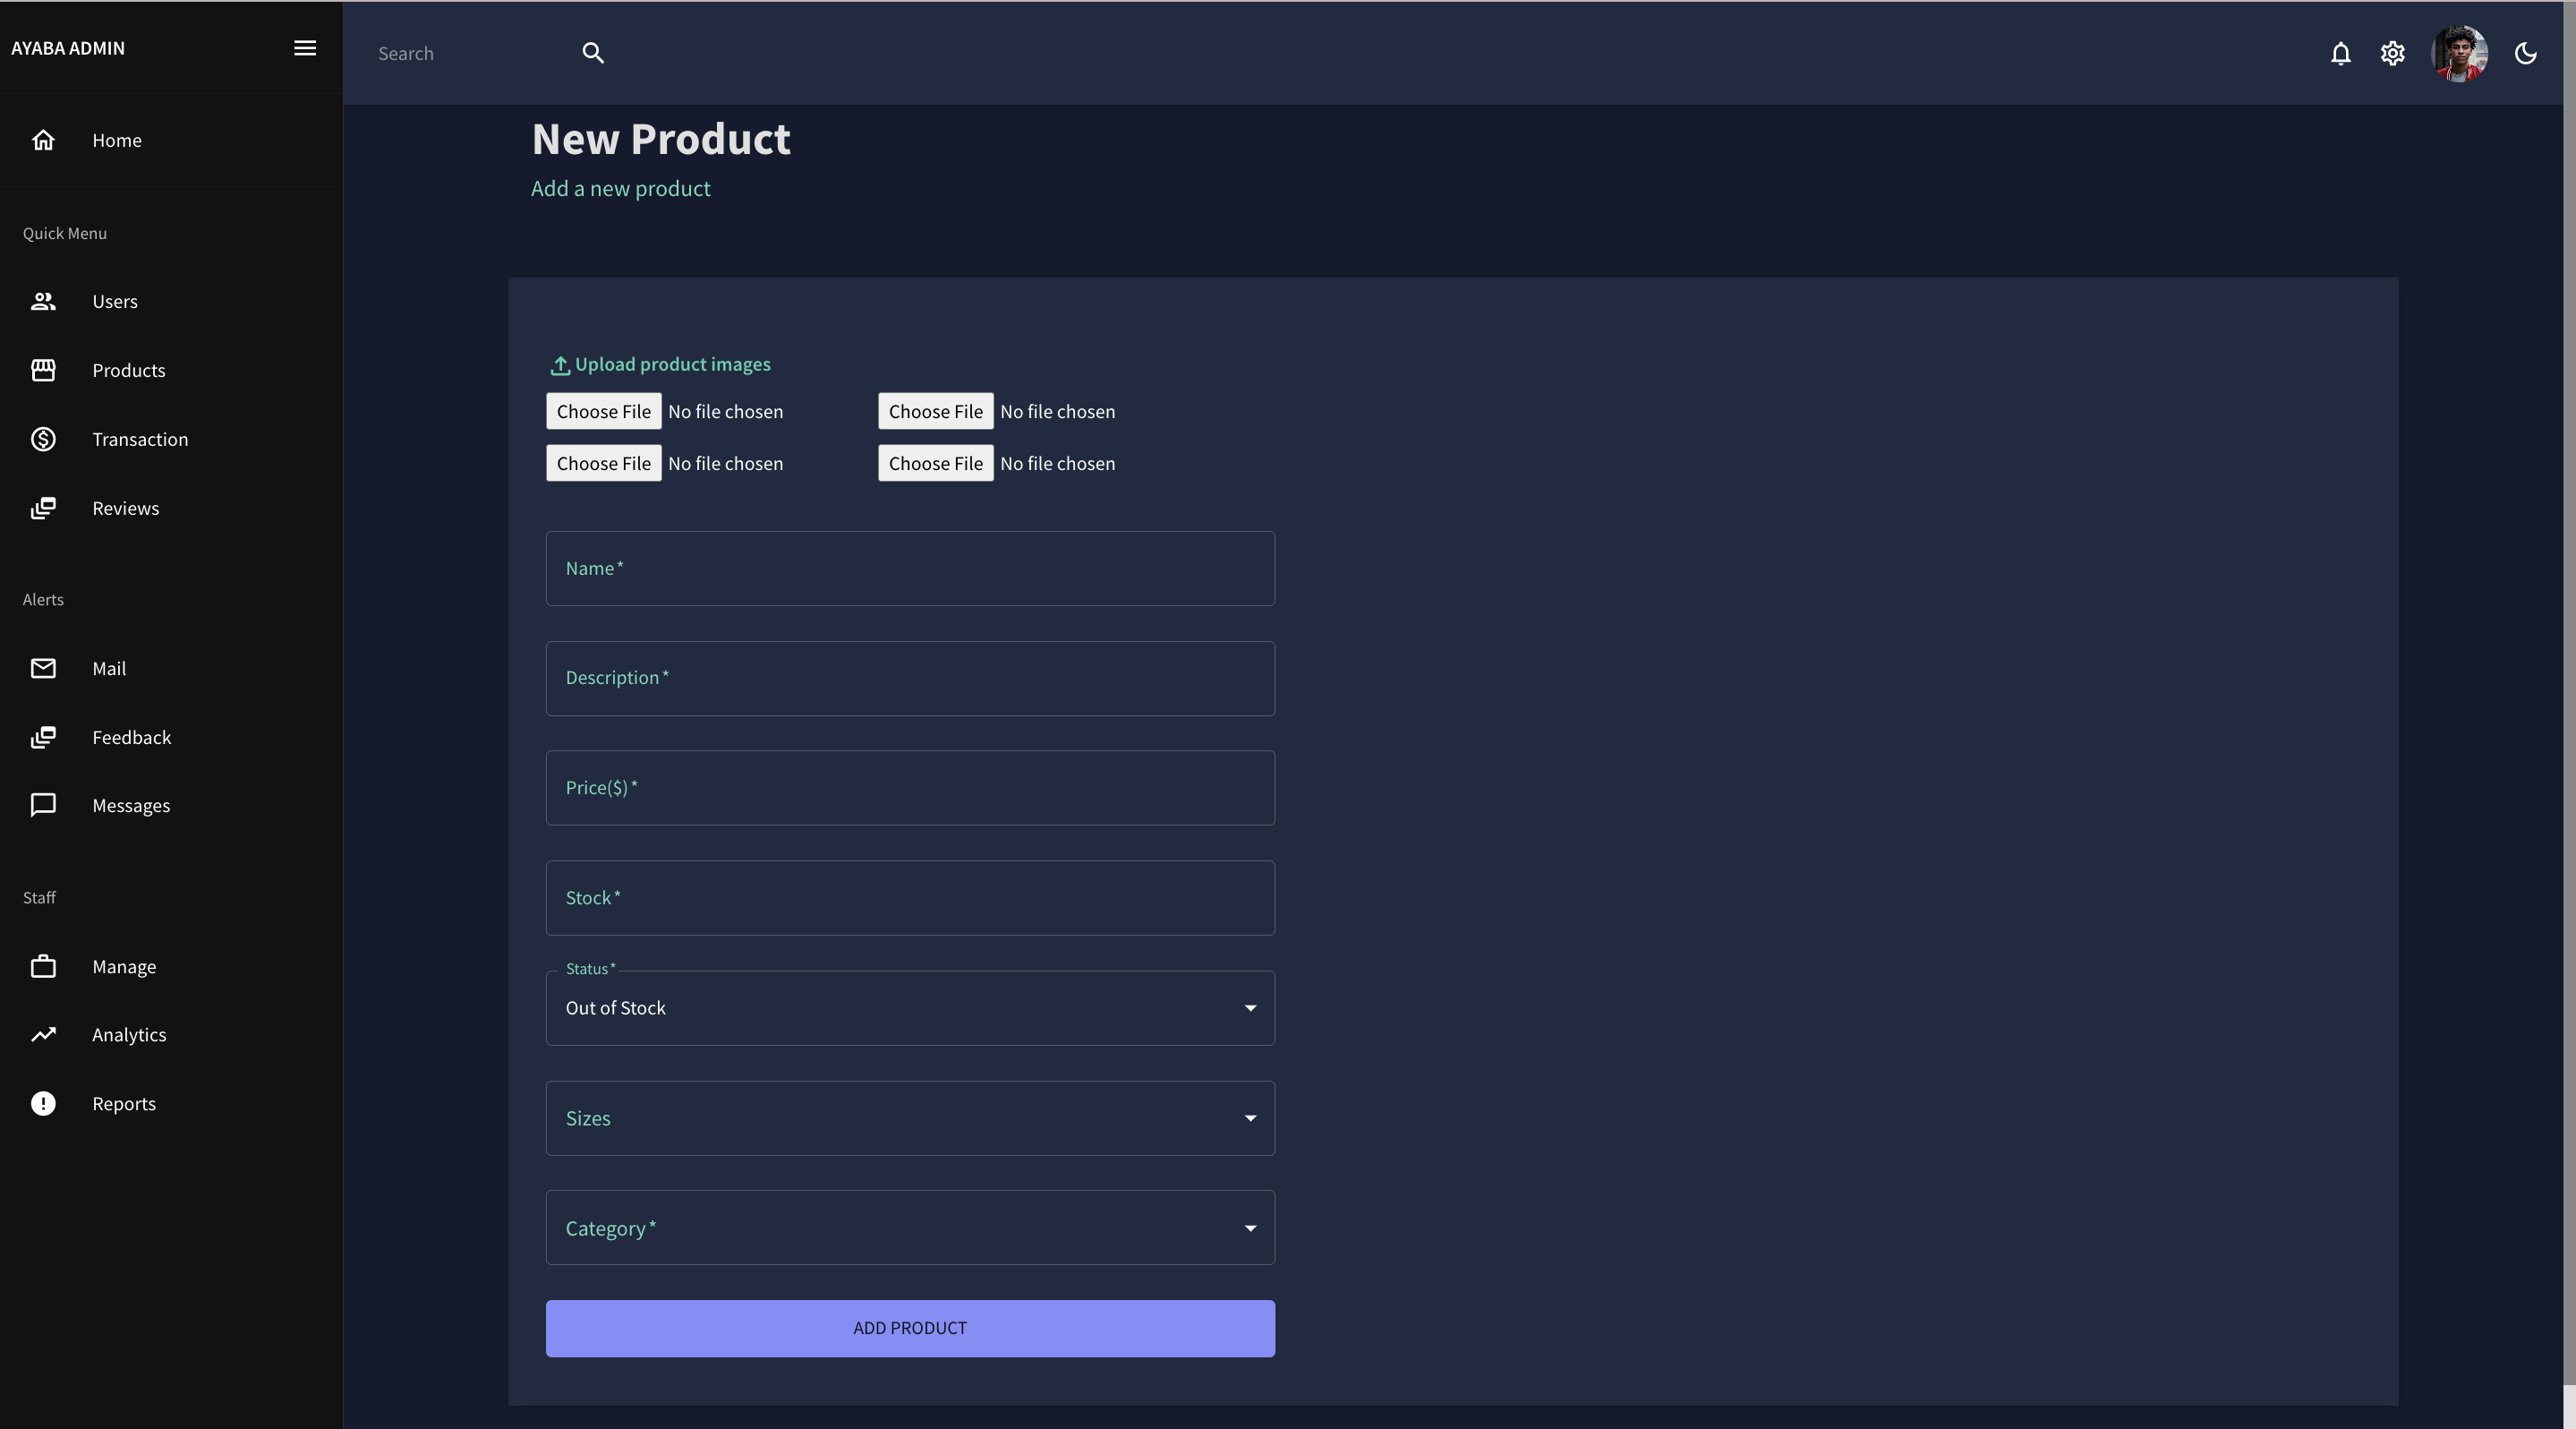 AYABA ADMIN
Search
Home
Quick Menu
Users
Products
Transaction
Reviews
Alerts
Mail
Feedback
Messages
Staff
Manage
Analytics
Reports
New Product
Add a new product
Upload product images
Choose File No file chosen Choose File No file chosen
Choose File No file chosen Choose File No file chosen
Name *
Description *
Price($) *
Stock *
Status *
Out of Stock
Sizes
Category *
ADD PRODUCT